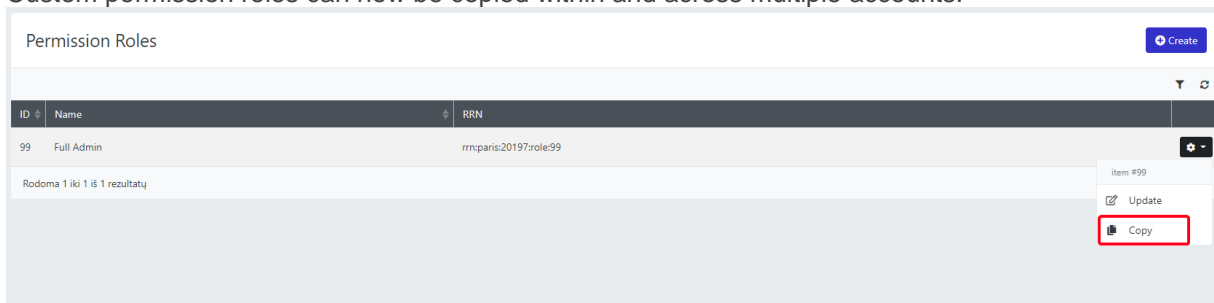 Custom permission roles can now be copied within and across multiple accounts.
Permission Roles
Create
ID Name RRN
99 Full Admin rrn:paris:20197:role:99
Rodoma 1 iki 1 iš 1 rezultatų
item #99
Update
Copy